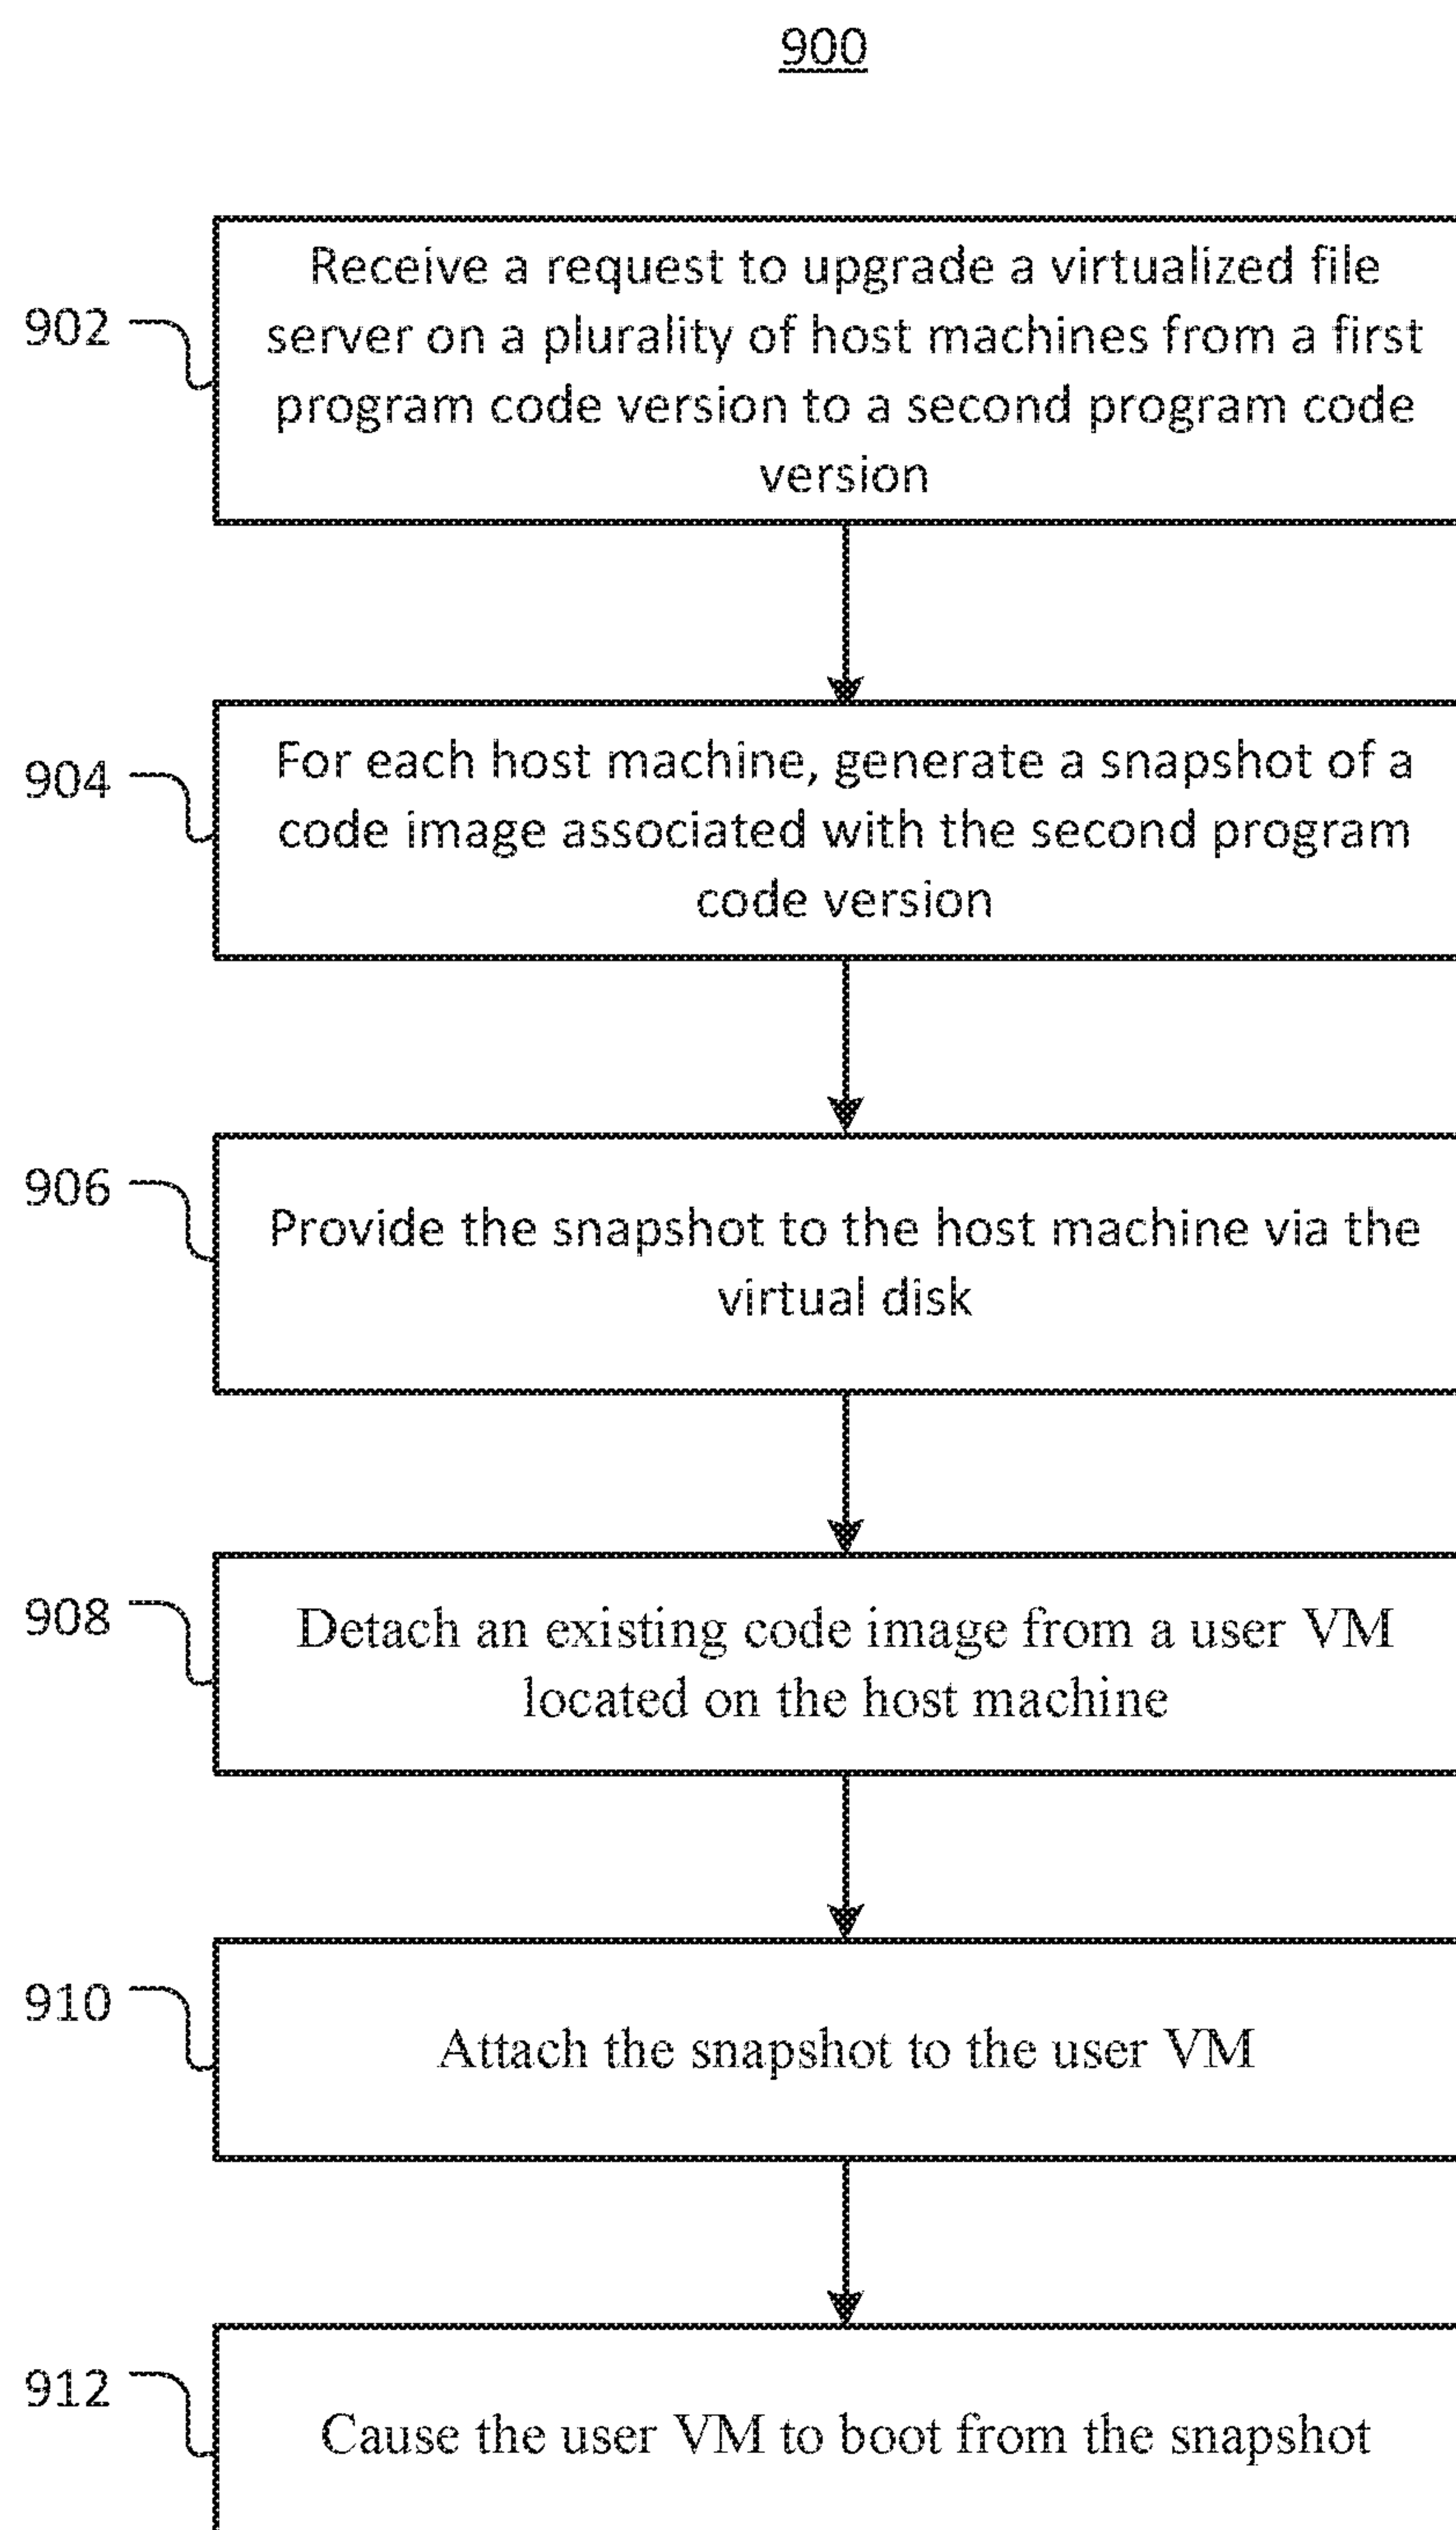 900
902
Receive a request to upgrade a virtualized file
server on a plurality of host machines from a first
program code version to a second program code
version
904
For each host machine, generate a snapshot of a
code image associated with the second program
code version
906
Provide the snapshot to the host machine via the
virtual disk
908
Detach an existing code image from a user VM
located on the host machine
910
Attach the snapshot to the user VM
912
Cause the user VM to boot from the snapshot